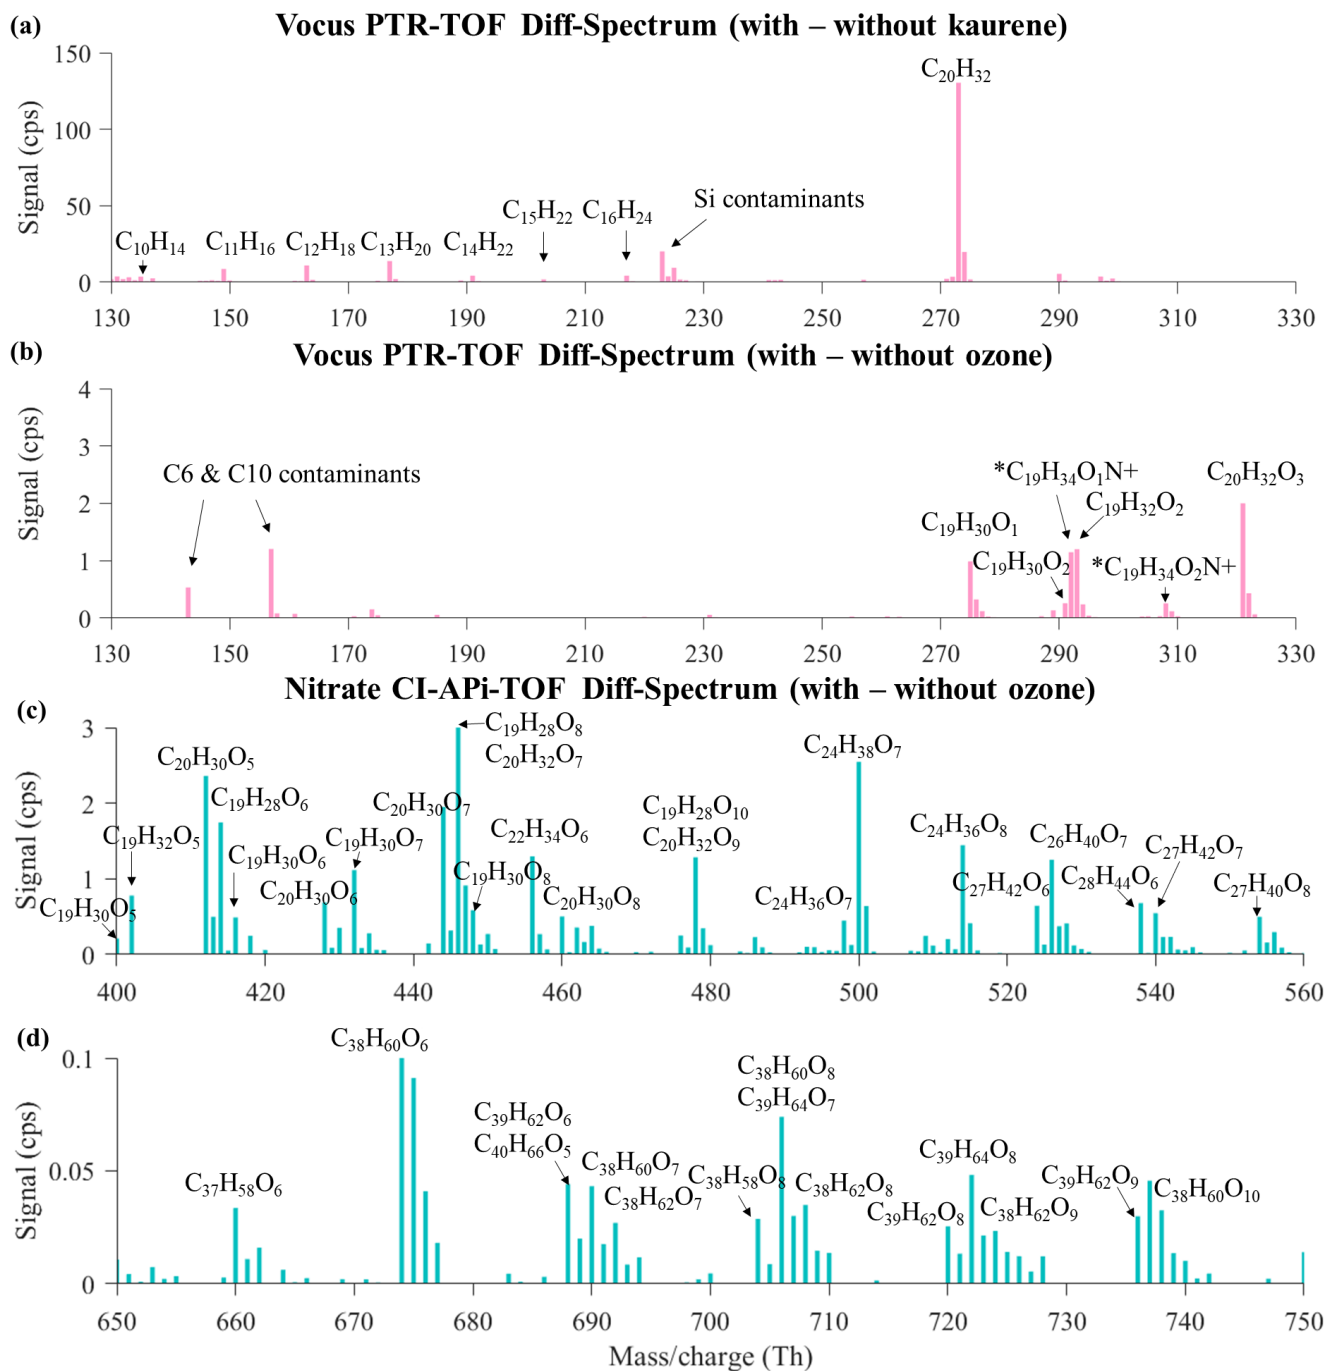 (a) Vocus PTR-TOF Diff-Spectrum (with – without kaurene)
Signal (cps)
150
100
50
0
C₂₀H₃₂
Si contaminants
C₁₅H₂₂ C₁₆H₂₄
C₁₀H₁₄ C₁₁H₁₆ C₁₂H₁₈ C₁₃H₂₀ C₁₄H₂₂
130 150 170 190 210 230 250 270 290 310 330
(b) Vocus PTR-TOF Diff-Spectrum (with – without ozone)
Signal (cps)
4
3
2
1
0
C6 & C10 contaminants
*C₁₉H₃₄O₁N+ C₂₀H₃₂O₃
C₁₉H₃₂O₂
C₁₉H₃₀O₁
C₁₉H₃₀O₂ *C₁₉H₃₄O₂N+
130 150 170 190 210 230 250 270 290 310 330
Nitrate CI-APi-TOF Diff-Spectrum (with – without ozone)
(c)
Signal (cps)
3
2
1
0
C₁₉H₂₈O₈
C₂₀H₃₂O₇
C₂₀H₃₀O₅
C₂₄H₃₈O₇
C₁₉H₂₈O₆
C₂₀H₃₀O₇
C₁₉H₂₈O₁₀
C₂₀H₃₂O₉
C₁₉H₃₂O₅
C₁₉H₃₀O₇
C₂₂H₃₄O₆
C₂₄H₃₆O₈
C₂₆H₄₀O₇
C₂₇H₄₂O₇
C₁₉H₃₀O₆
C₂₀H₃₀O₆
C₁₉H₃₀O₈
C₂₀H₃₀O₈
C₂₄H₃₆O₇
C₂₇H₄₂O₆
C₂₈H₄₄O₆
C₂₇H₄₀O₈
C₁₉H₃₀O₅
400 420 440 460 480 500 520 540 560
(d)
Signal (cps)
0.1
0.05
0
C₃₈H₆₀O₆
C₃₈H₆₀O₈
C₃₉H₆₄O₇
C₃₉H₆₂O₆
C₄₀H₆₆O₅
C₃₉H₆₄O₈
C₃₇H₅₈O₆
C₃₈H₆₀O₇
C₃₈H₆₂O₇
C₃₈H₅₈O₈
C₃₈H₆₂O₈
C₃₉H₆₂O₈
C₃₈H₆₂O₉
C₃₉H₆₂O₉
C₃₈H₆₀O₁₀
650 660 670 680 690 700 710 720 730 740 750
Mass/charge (Th)